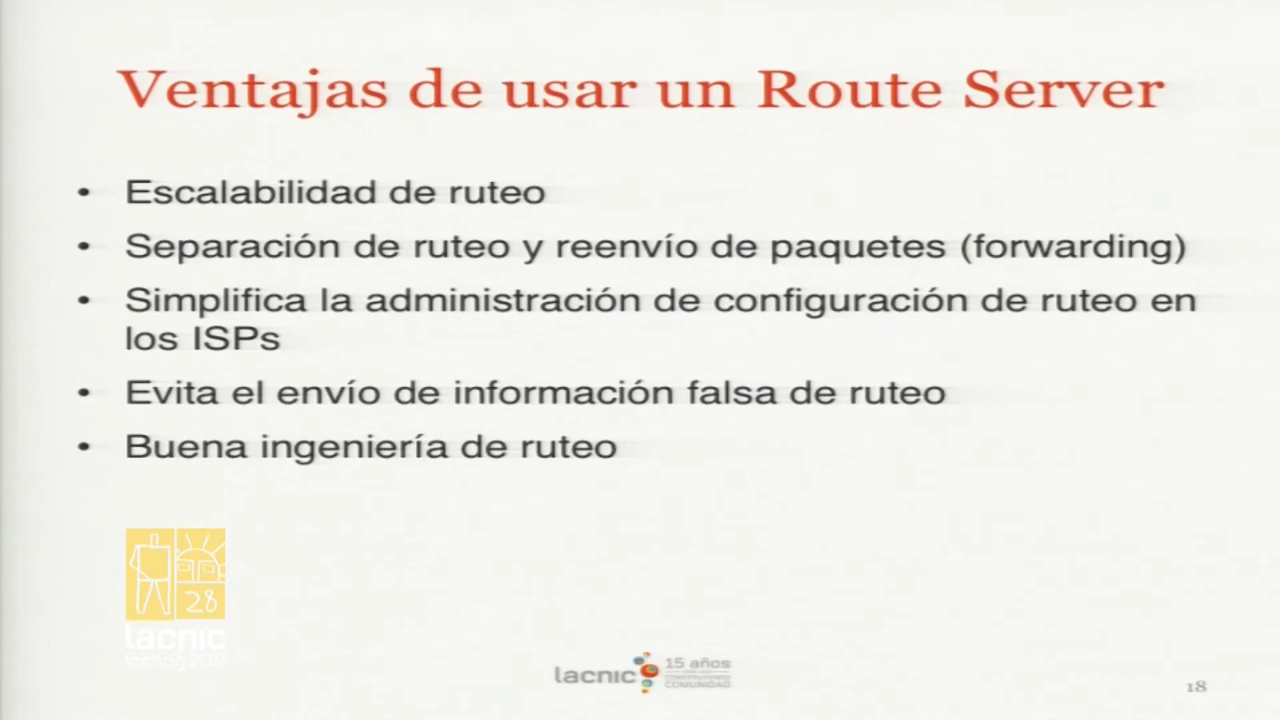 Ventajas de usar un Route Server
• Escalabilidad de ruteo
• Separación de ruteo y reenvío de paquetes (forwarding)
• Simplifica la administración de configuración de ruteo en
los ISPs
• Evita el envío de información falsa de ruteo
• Buena ingeniería de ruteo
28
lacnic
lacnic
15 años
CONSTRUYENDO
COMUNIDAD
18